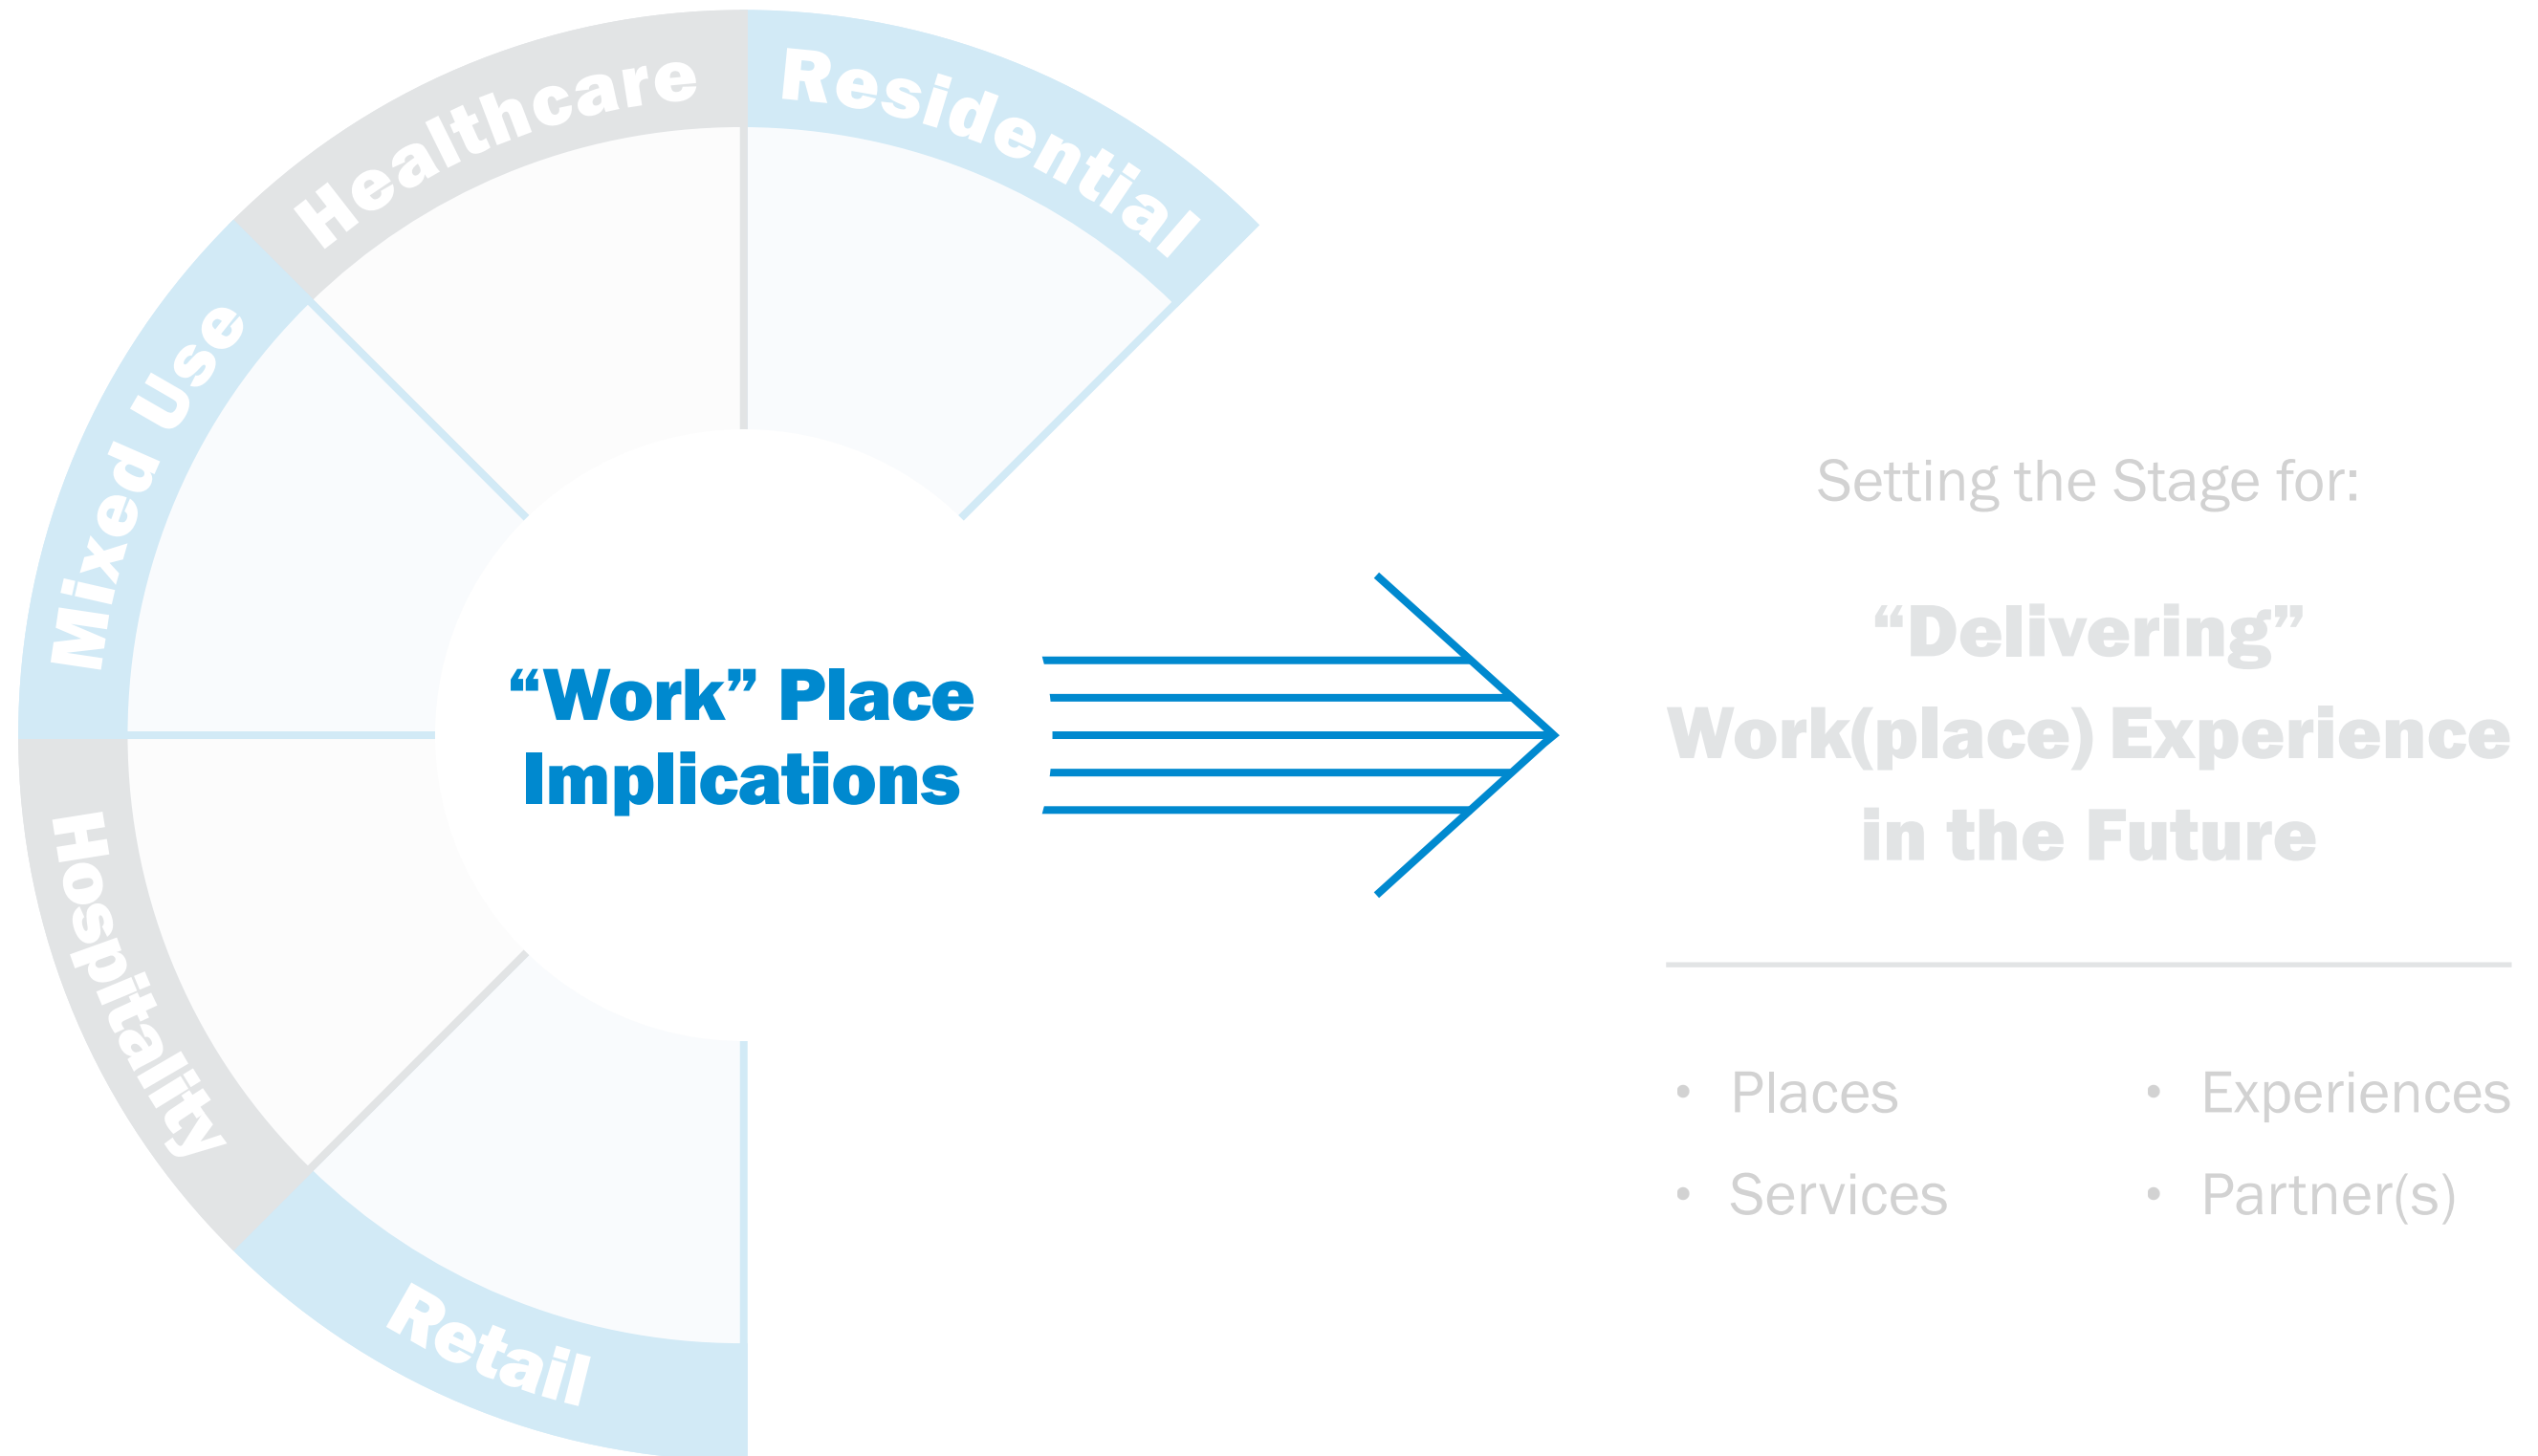 Residential
Healthcare
Mixed Use
Hospitality
Retail
“Work” Place
Implications
Setting the Stage for:
“Delivering”
Work(place) Experience
in the Future
• Places
• Services
• Experiences
• Partner(s)